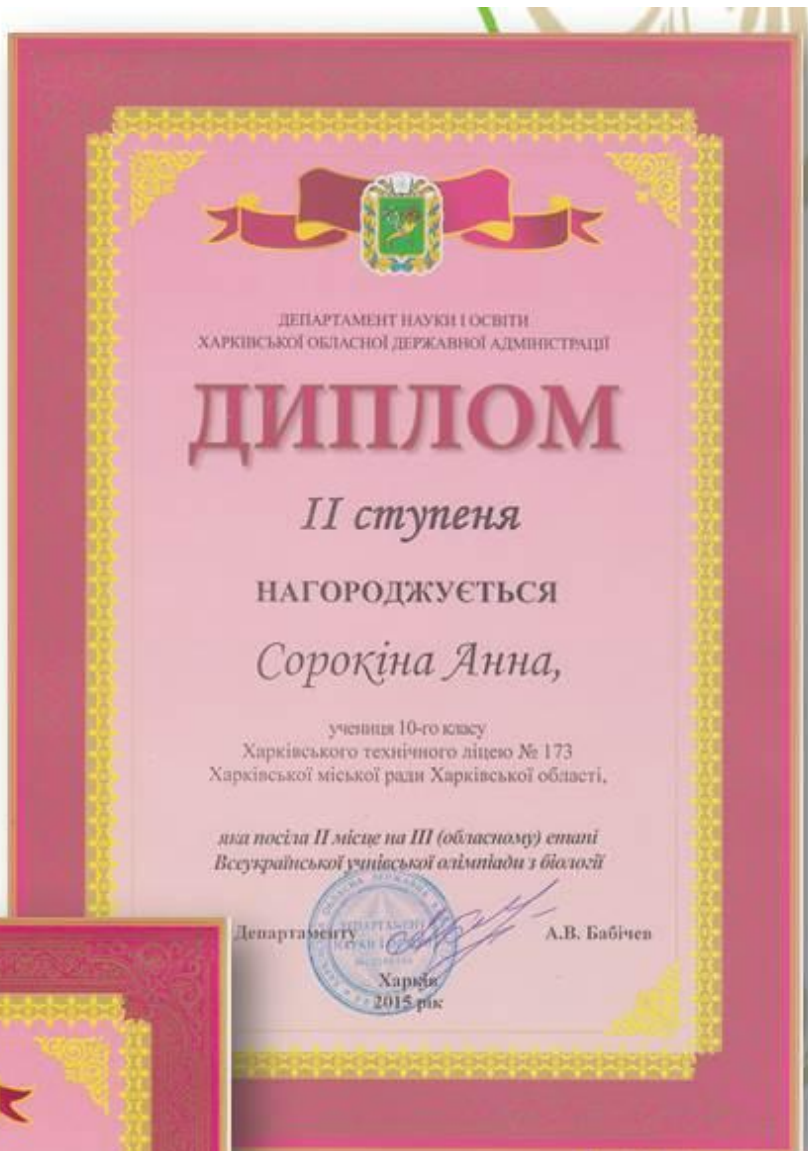 ДЕПАРТАМЕНТ НАУКИ І ОСВІТИ
ХАРКІВСЬКОЇ ОБЛАСНОЇ ДЕРЖАВНОЇ АДМІНІСТРАЦІЇ
ДИПЛОМ
II ступеня
НАГОРОДЖУЄТЬСЯ
Сорокіна Анна,
учениця 10-го класу
Харківського технічного ліцею № 173
Харківської міської ради Харківської області,
яка посіла II місце на III (обласному) етапі
Всеукраїнської учнівської олімпіади з біології
Департаменту А.В. Бабічев
Харків
2015 рік